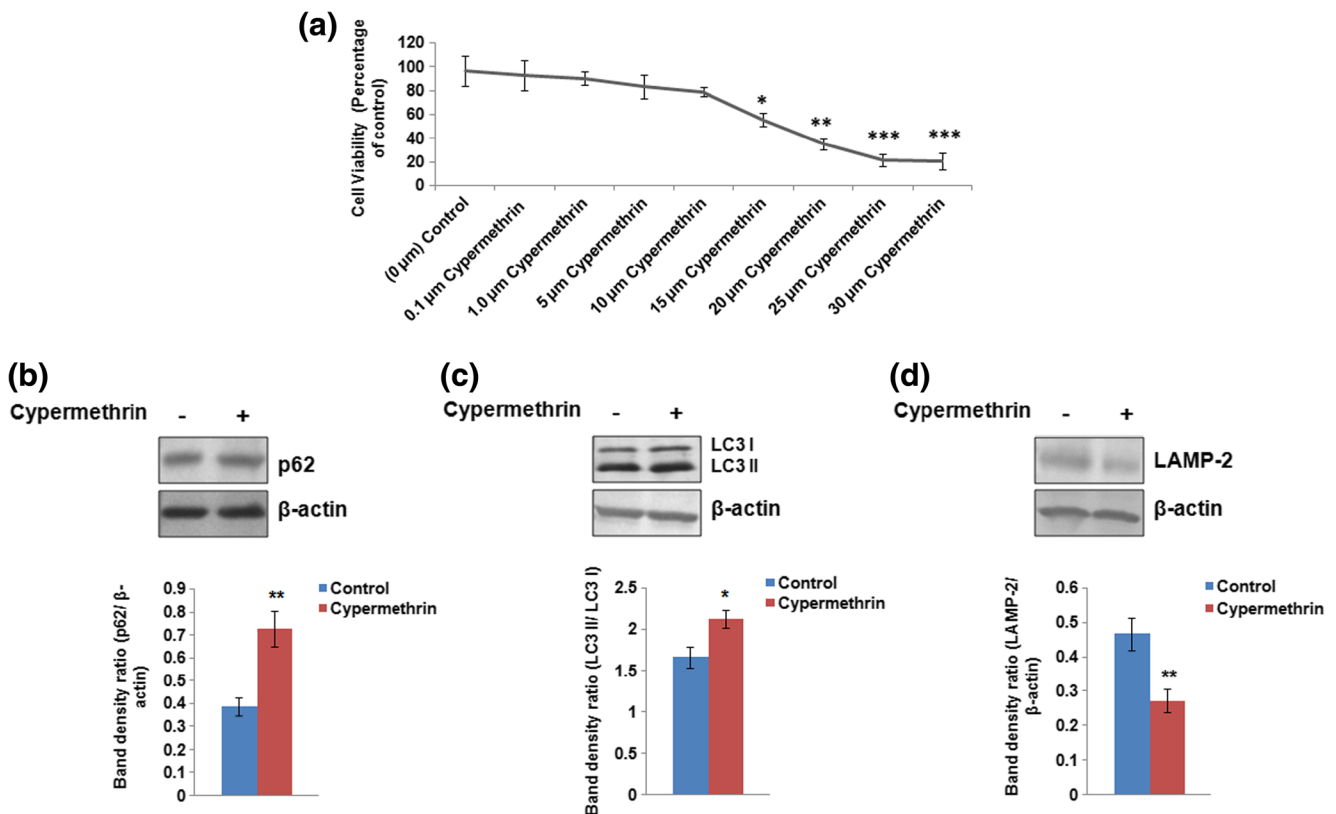 (a)
Cell Viability (Percentage
of control)
120
100
80
60
40
20
0
*
**
***
***
(0 µm) Control
0.1 µm Cypermethrin
1.0 µm Cypermethrin
5 µm Cypermethrin
10 µm Cypermethrin
15 µm Cypermethrin
20 µm Cypermethrin
25 µm Cypermethrin
30 µm Cypermethrin
(b)
Cypermethrin - +
p62
β-actin
Band density ratio (p62/ β-
actin)
0.9
0.8
0.7
0.6
0.5
0.4
0.3
0.2
0.1
0
**
Control
Cypermethrin
(c)
Cypermethrin - +
LC3 I
LC3 II
β-actin
Band density ratio (LC3 II/ LC3 I)
2.5
2
1.5
1
0.5
0
*
Control
Cypermethrin
(d)
Cypermethrin - +
LAMP-2
β-actin
Band density ratio (LAMP-2/
β-actin)
0.6
0.5
0.4
0.3
0.2
0.1
0
**
Control
Cypermethrin